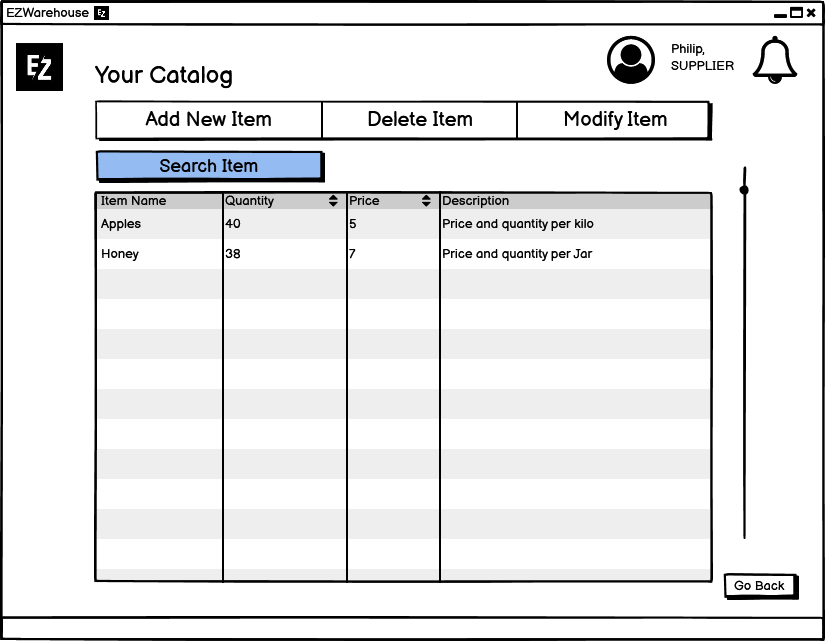 EZWarehouse EZ
EZ
Philip,
SUPPLIER
Your Catalog
Add New Item Delete Item Modify Item
Search Item
Item Name Quantity Price Description
Apples 40 5 Price and quantity per kilo
Honey 38 7 Price and quantity per Jar
Go Back